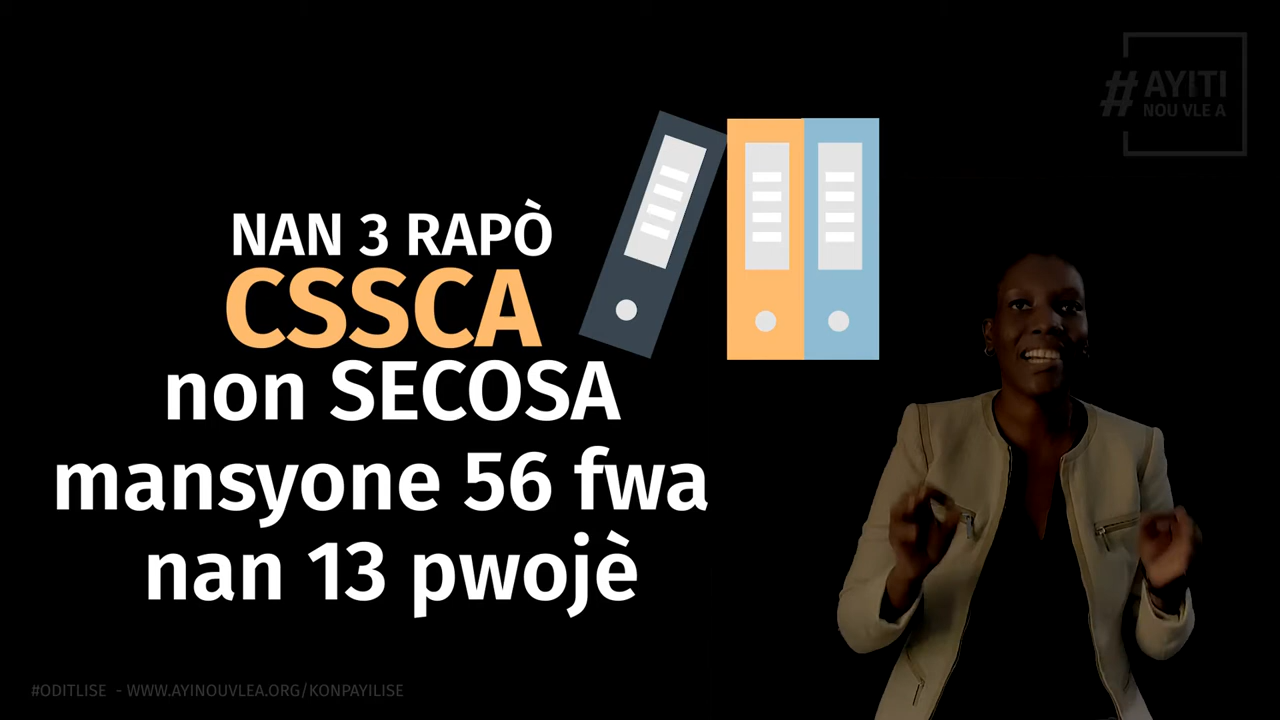 #AYITI
NOU VLE A
NAN 3 RAPÒ
CSSCA
non SECOSA
mansyone 56 fwa
nan 13 pwojè
#ODITLISE - WWW.AYINOUVLEA.ORG/KONPAYILISE